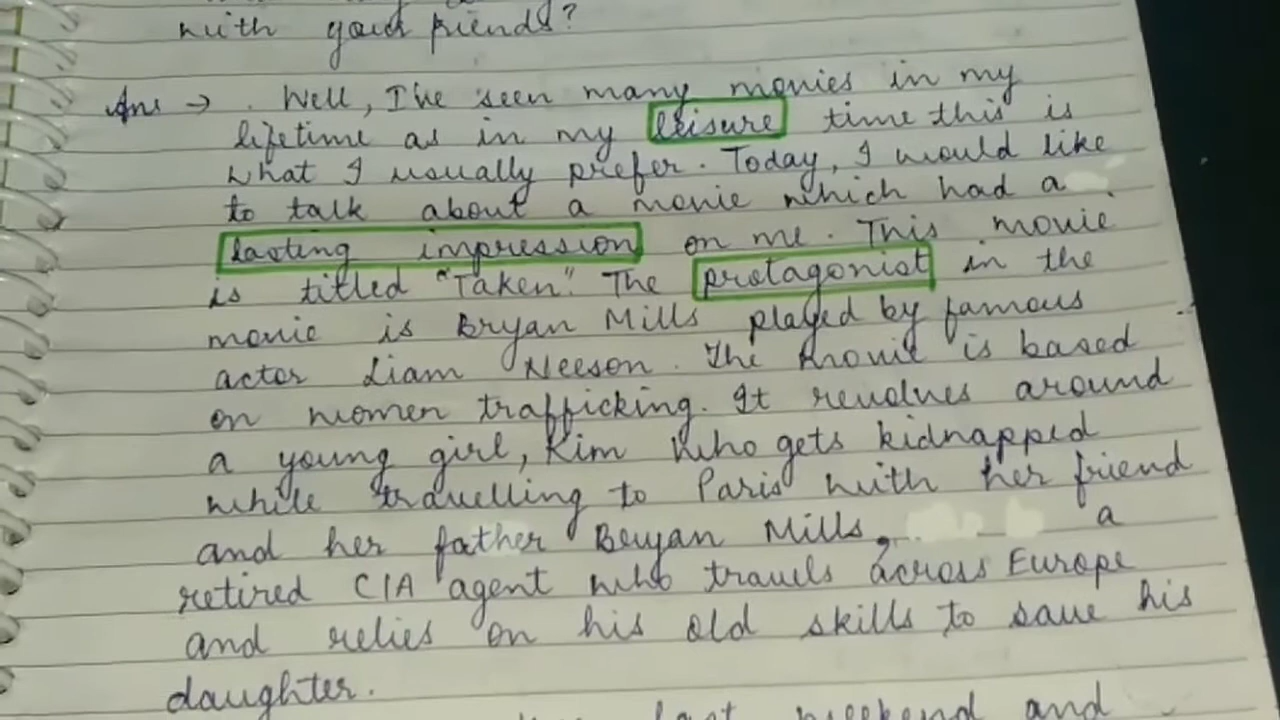 with your friends?
Ans → . Well, I've seen many movies in my
lifetime as in my leisure time this is
what I usually prefer. Today, I would like
to talk about a movie which had a
lasting impression on me. This movie
is titled "Taken". The protagonist in the
movie is Bryan Mills played by famous
actor Liam Neeson. The movie is based
on women trafficking. It revolves around
a young girl, Kim who gets kidnapped
while travelling to Paris with her friend
and her father Bryan Mills, a
retired CIA agent who travels across Europe
and relies on his old skills to save his
daughter.
last weekend and